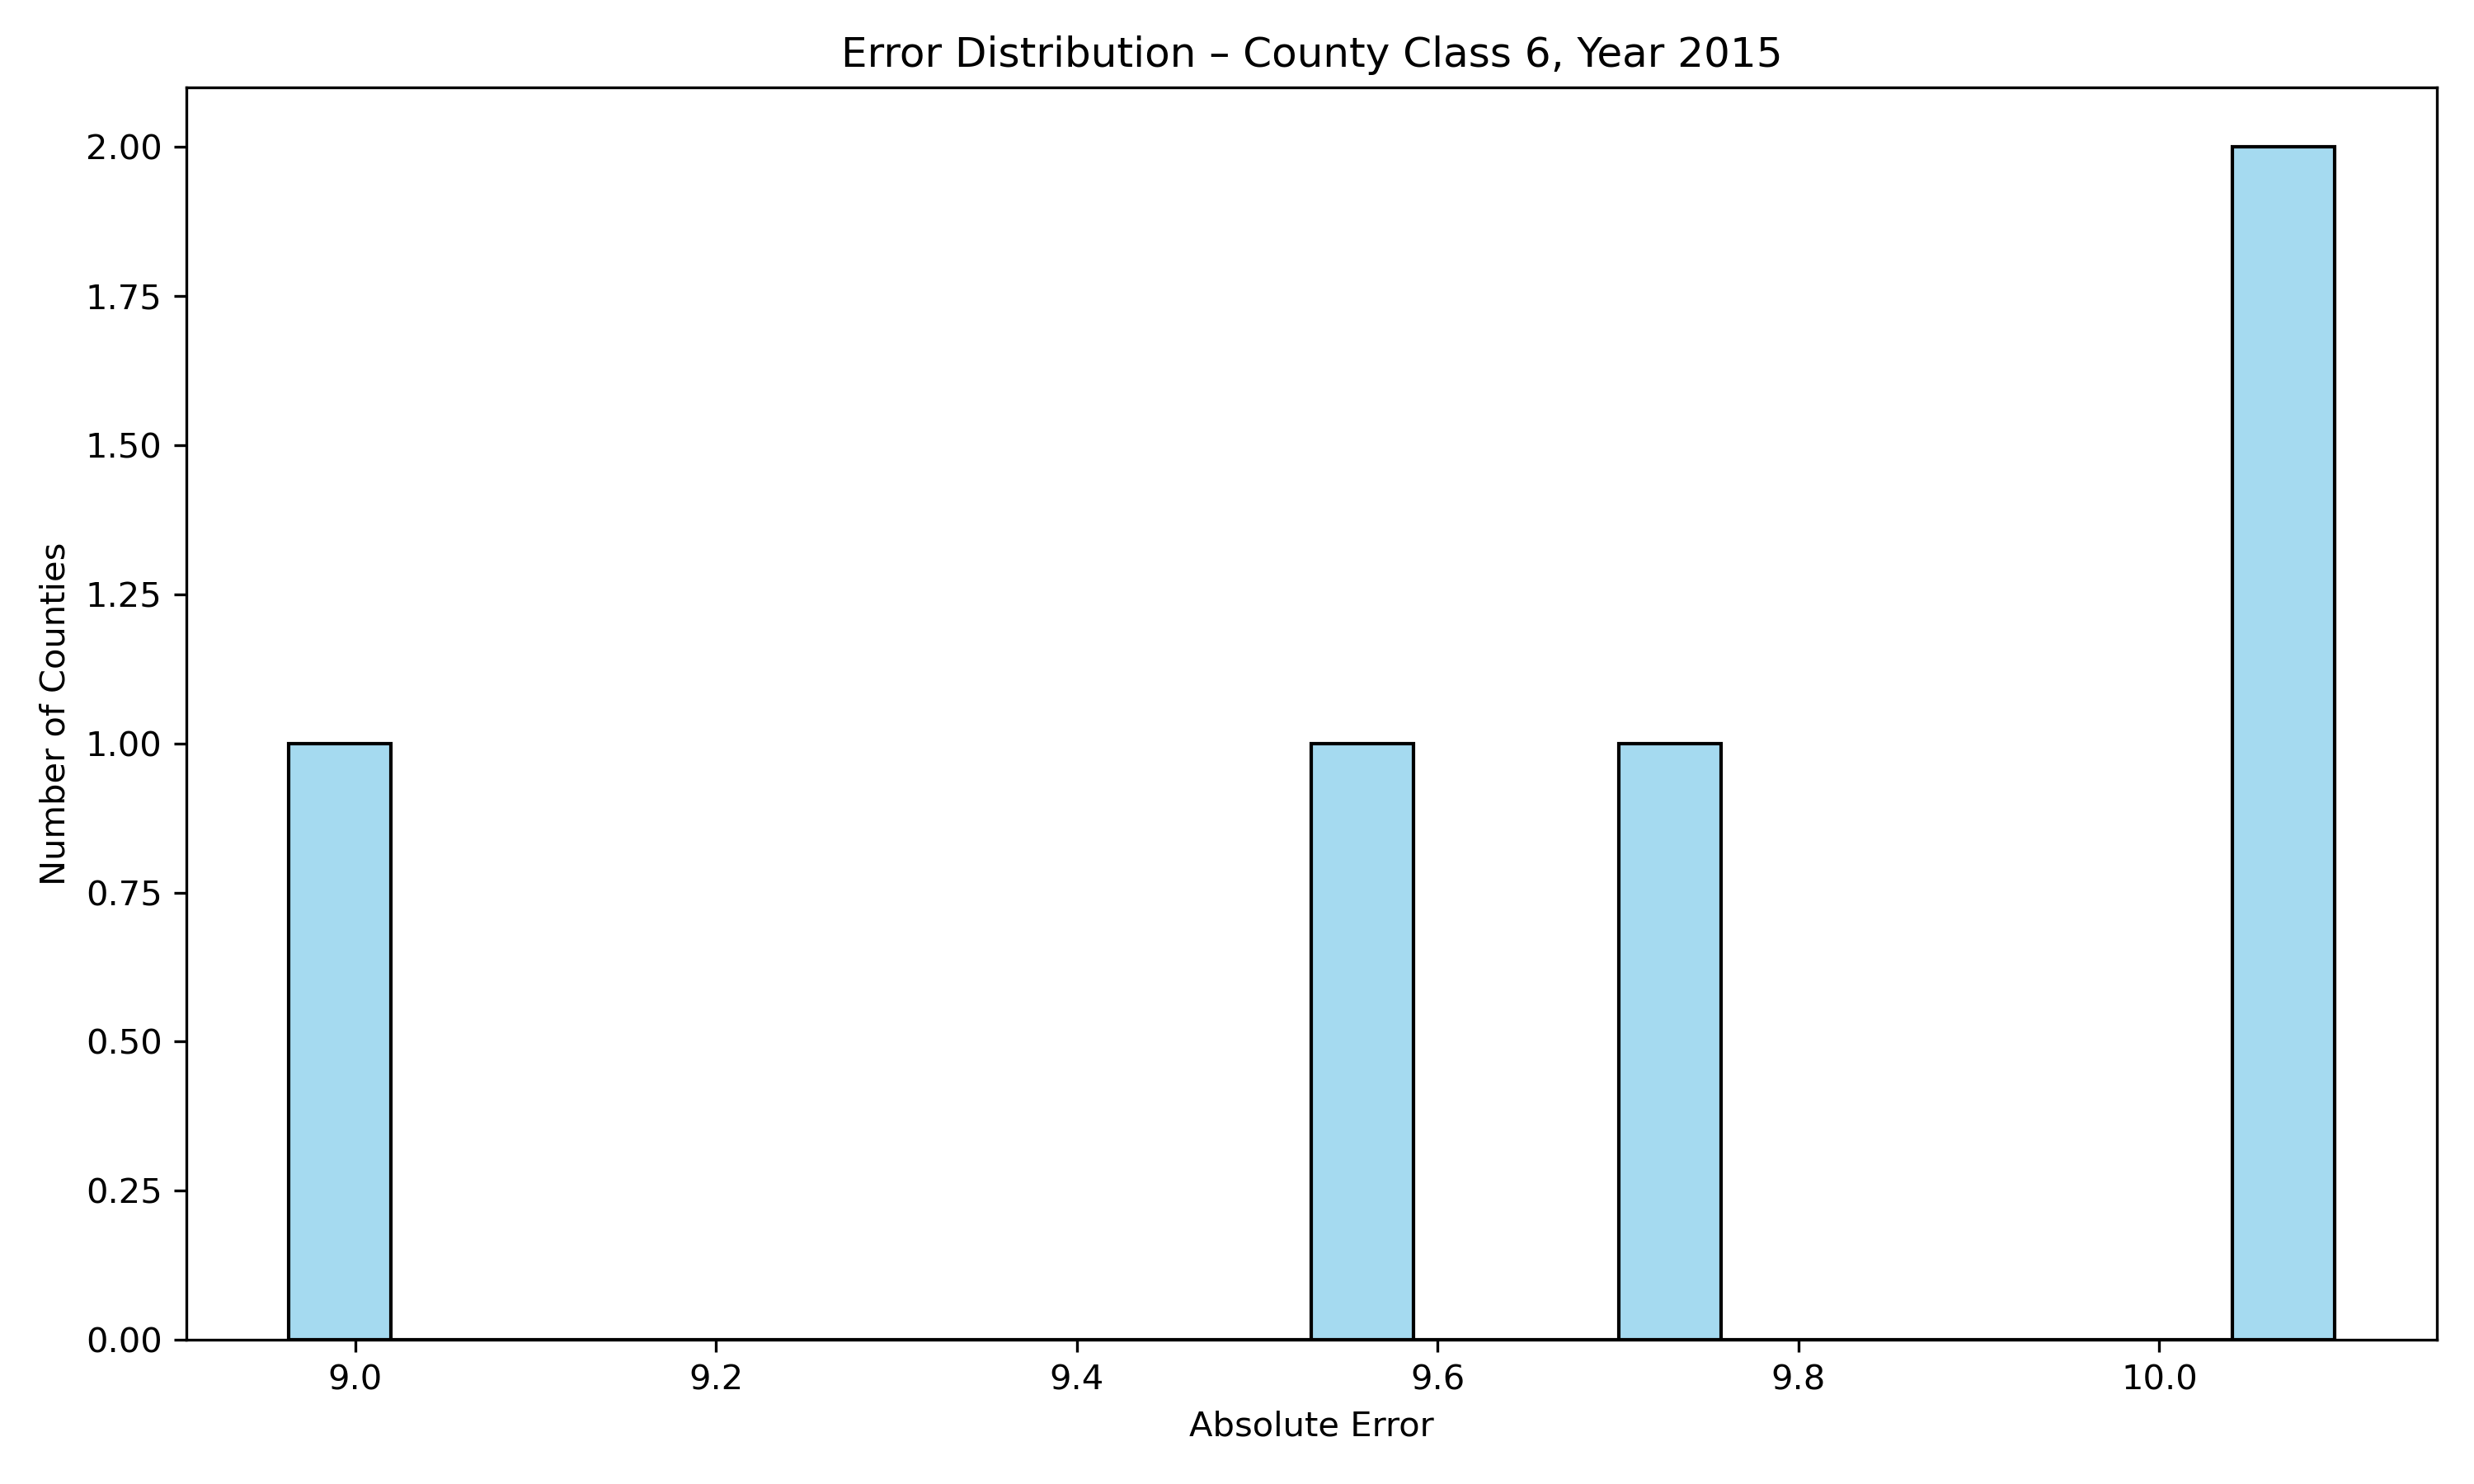 Error Distribution – County Class 6, Year 2015
Number of Counties
2.00
1.75
1.50
1.25
1.00
0.75
0.50
0.25
0.00
9.0 9.2 9.4 9.6 9.8 10.0
Absolute Error